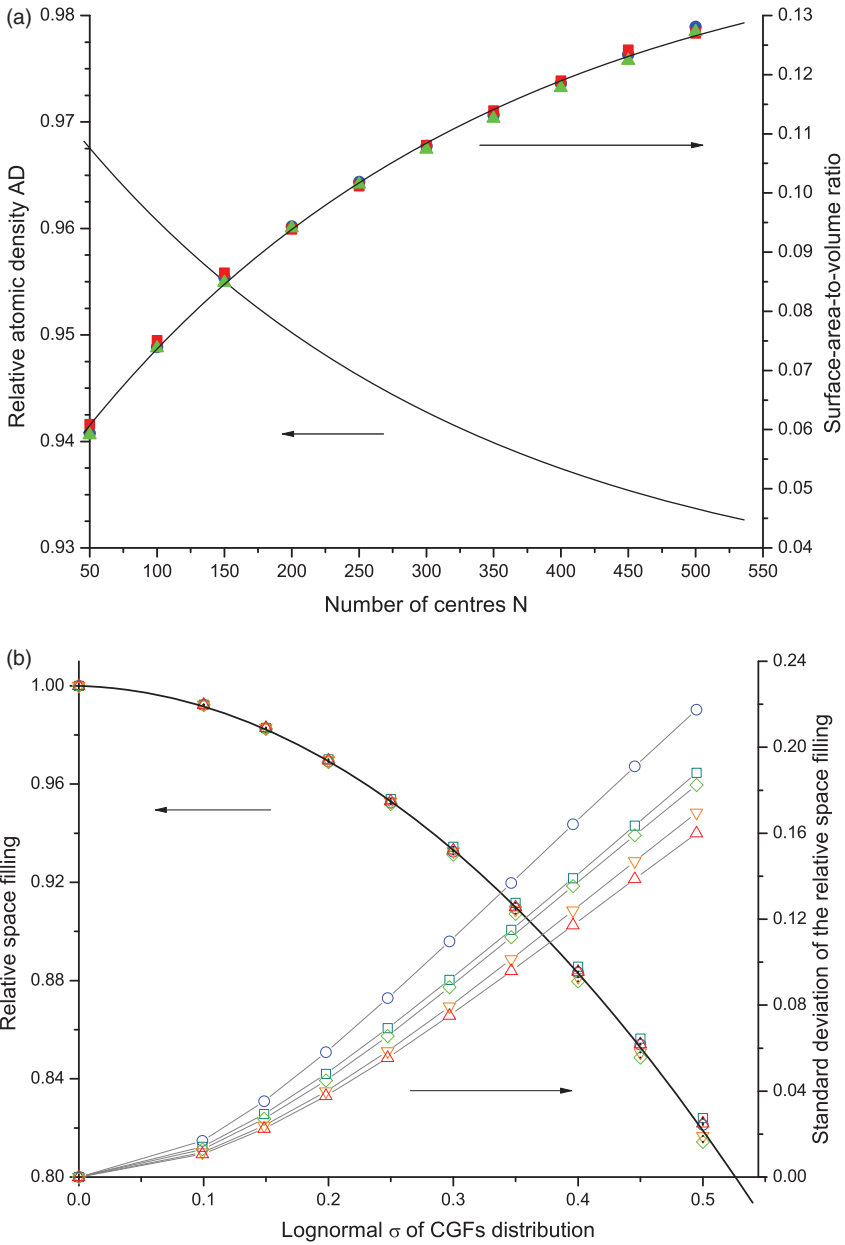 (a)
0.98
0.97
0.96
0.95
0.94
0.93
Relative atomic density AD
0.13
0.12
0.11
0.10
0.09
0.08
0.07
0.06
0.05
0.04
Surface-area-to-volume ratio
50 100 150 200 250 300 350 400 450 500 550
Number of centres N
(b)
1.00
0.96
0.92
0.88
0.84
0.80
Relative space filling
0.24
0.20
0.16
0.12
0.08
0.04
0.00
Standard deviation of the relative space filling
0.0 0.1 0.2 0.3 0.4 0.5
Lognormal σ of CGFs distribution